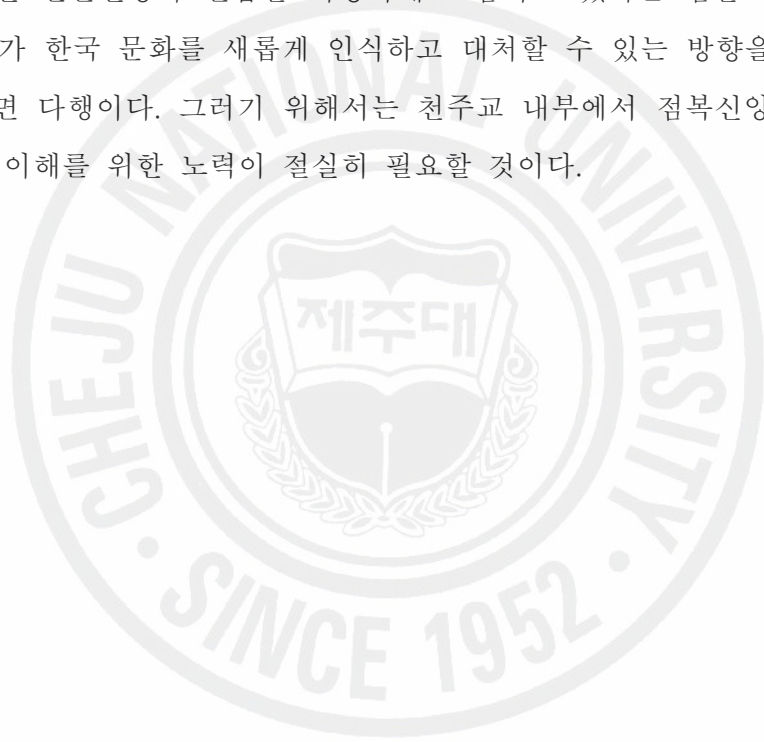 가 한국 문화를 새롭게 인식하고 대처할 수 있는 방향을
면 다행이다. 그러기 위해서는 천주교 내부에서 점복신앙
이해를 위한 노력이 절실히 필요할 것이다.
CHEJU NATIONAL UNIVERSITY
제주대
· SINCE 1952 ·